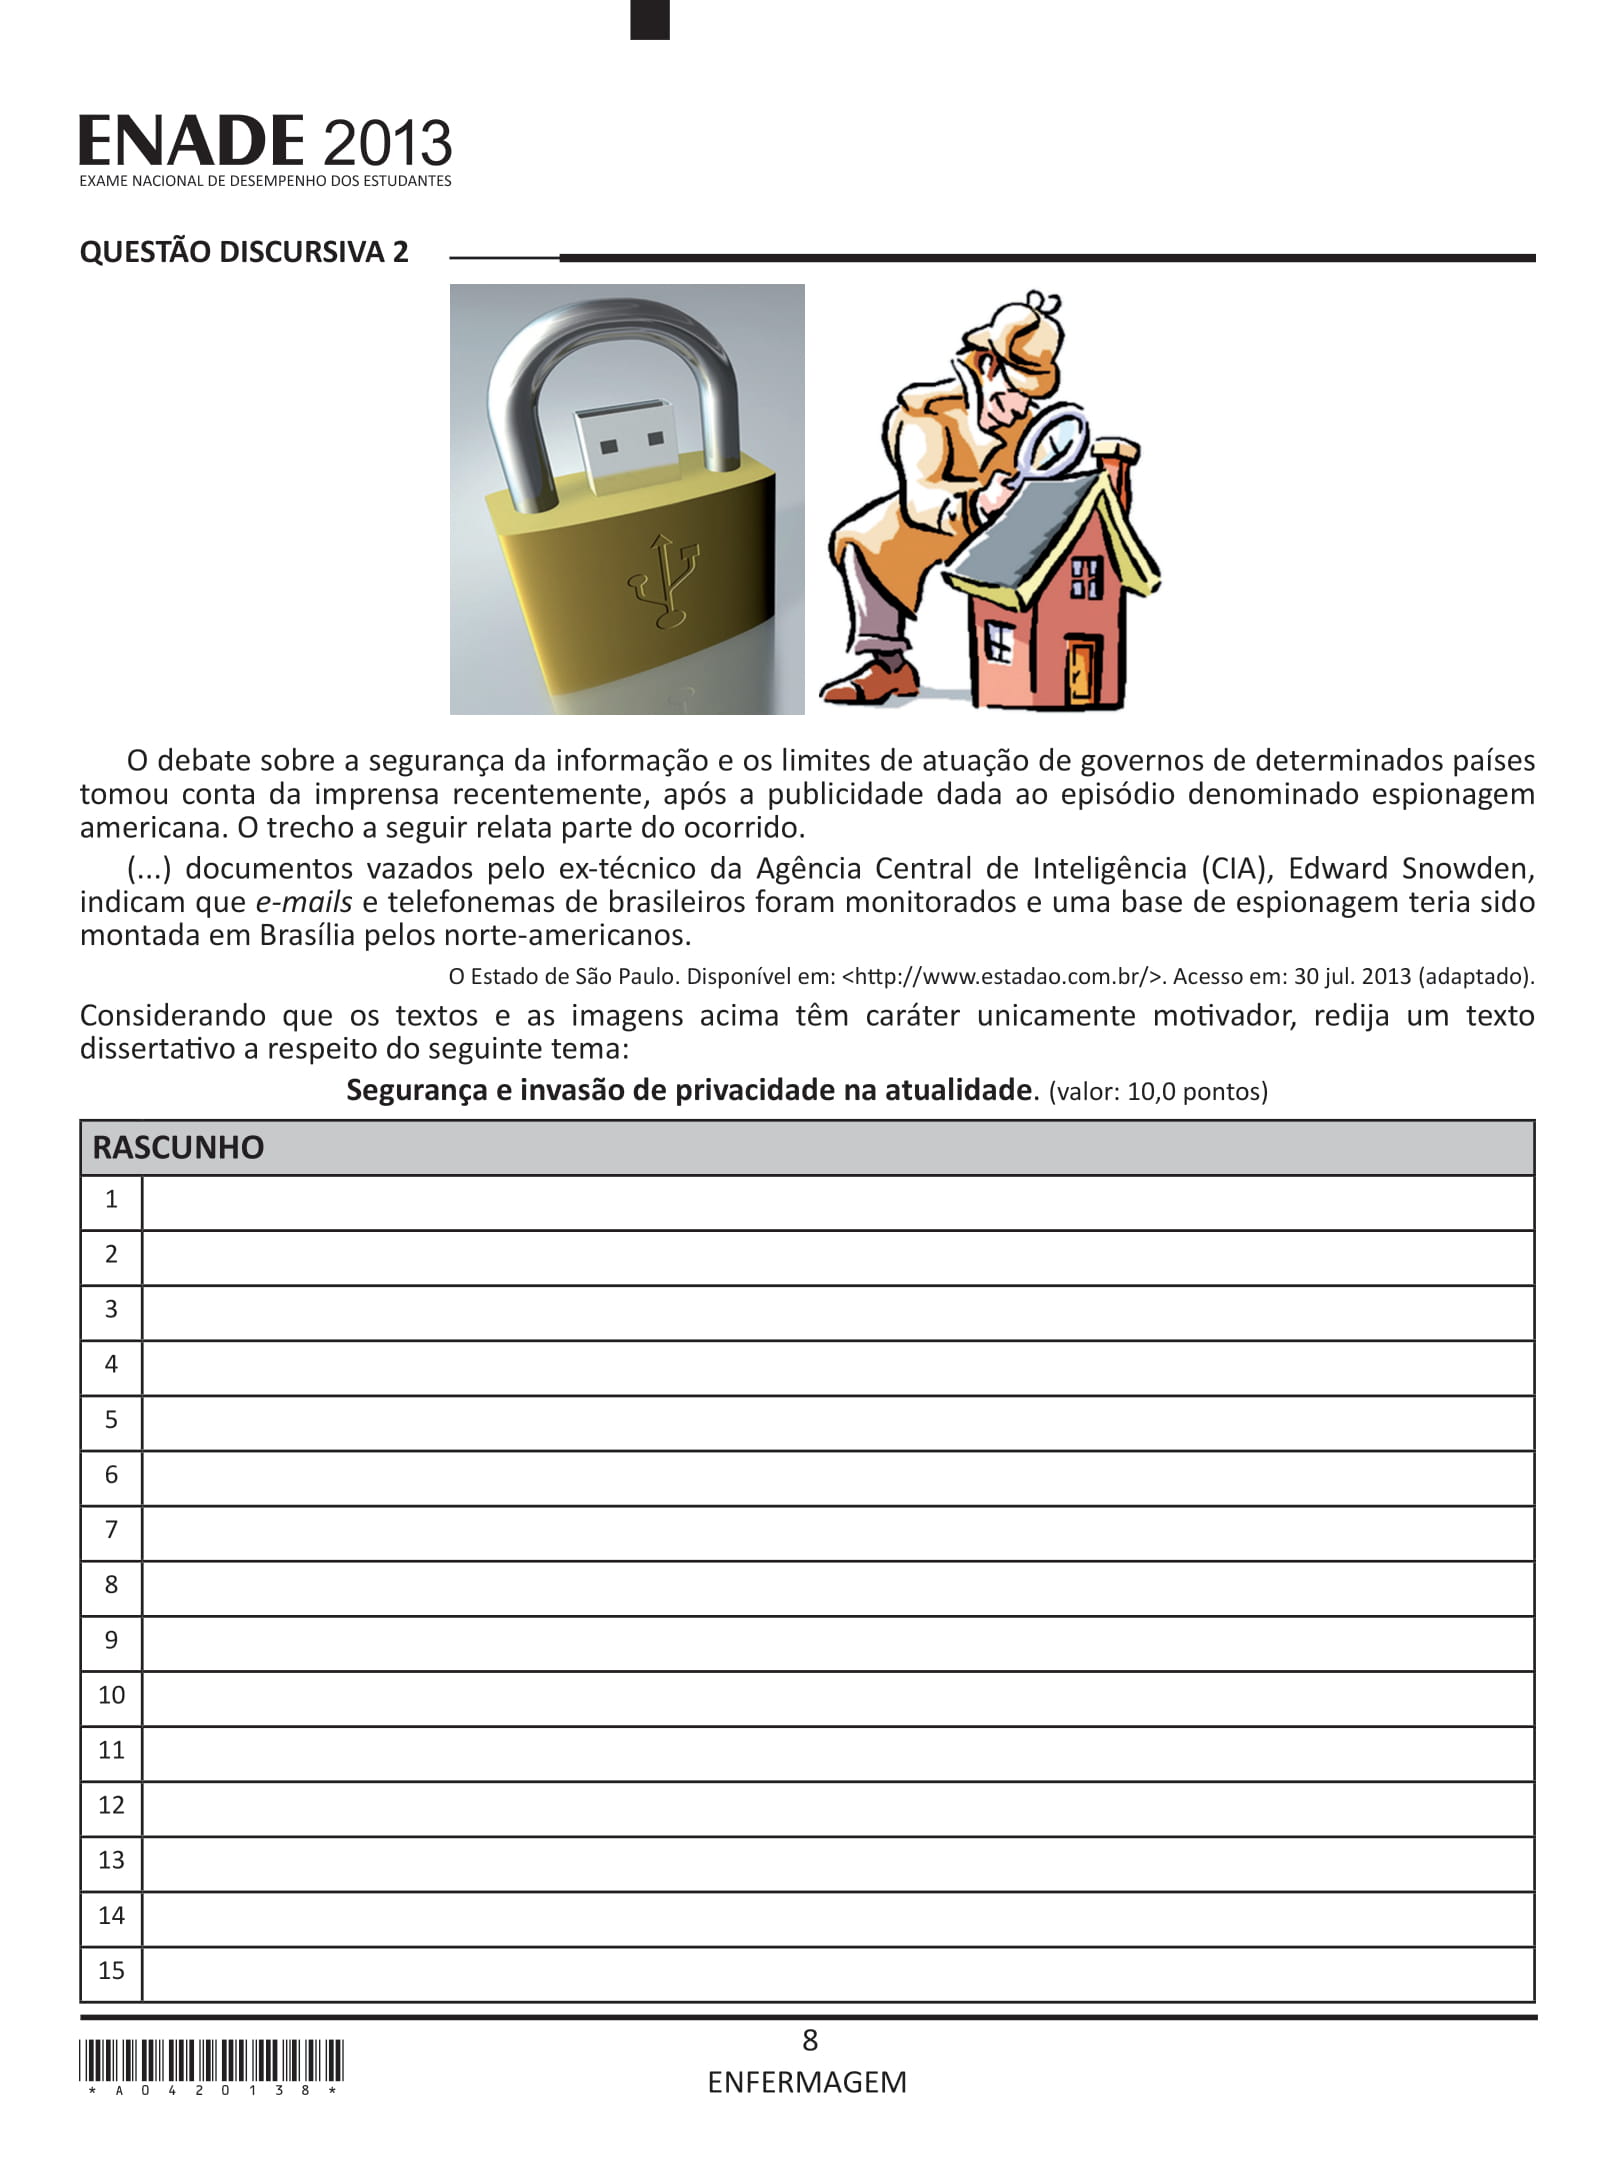 ENADE 2013
EXAME NACIONAL DE DESEMPENHO DOS ESTUDANTES
QUESTÃO DISCURSIVA 2
O debate sobre a segurança da informação e os limites de atuação de governos de determinados países
tomou conta da imprensa recentemente, após a publicidade dada ao episódio denominado espionagem
americana. O trecho a seguir relata parte do ocorrido.
(...) documentos vazados pelo ex-técnico da Agência Central de Inteligência (CIA), Edward Snowden,
indicam que e-mails e telefonemas de brasileiros foram monitorados e uma base de espionagem teria sido
montada em Brasília pelos norte-americanos.
O Estado de São Paulo. Disponível em: <http://www.estadao.com.br/>. Acesso em: 30 jul. 2013 (adaptado).
Considerando que os textos e as imagens acima têm caráter unicamente motivador, redija um texto
dissertativo a respeito do seguinte tema:
Segurança e invasão de privacidade na atualidade. (valor: 10,0 pontos)
RASCUNHO
1
2
3
4
5
6
7
8
9
10
11
12
13
14
15
8
ENFERMAGEM
* A 0 4 2 0 1 3 8 *